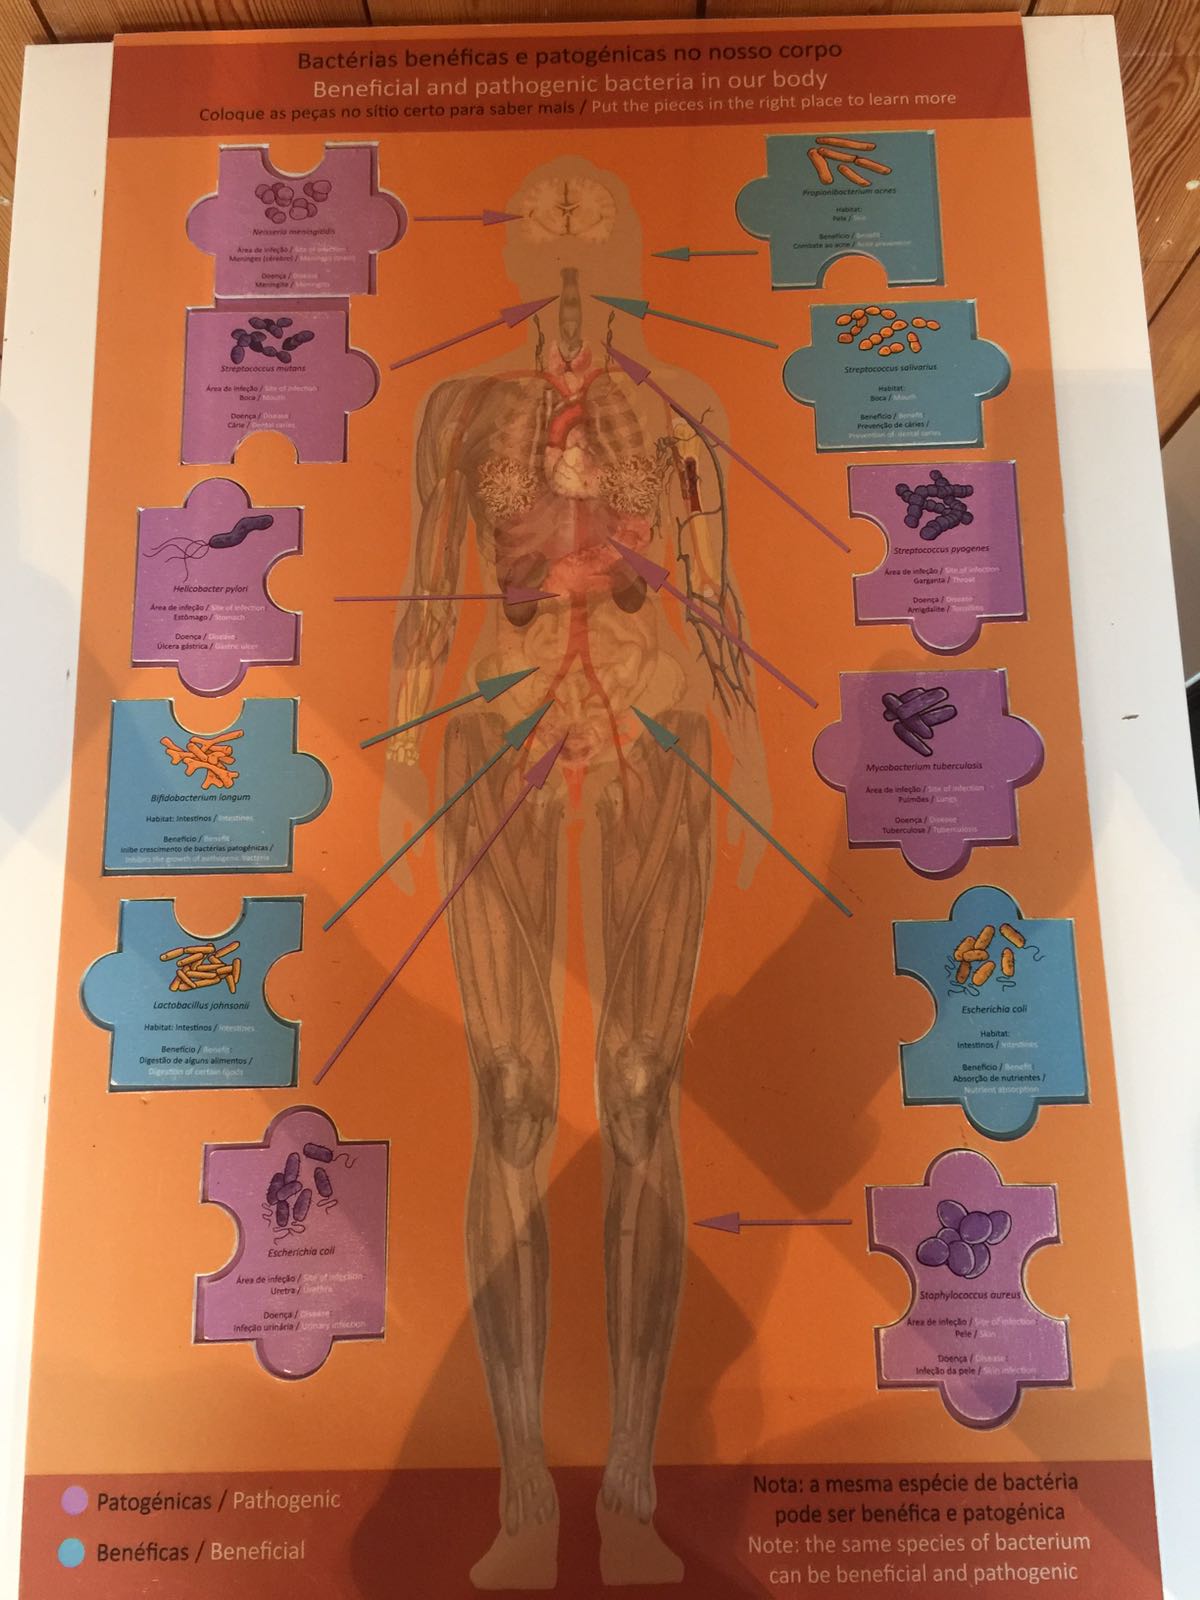 Bactérias benéficas e patogénicas no nosso corpo
Beneficial and pathogenic bacteria in our body
Coloque as peças no sítio certo para saber mais / Put the pieces in the right place to learn more
Neisseria meningitidis
Área de infeção / Site of infection
Meninges (cérebro) / Meninges (brain)
Doença / Disease
Meningite / Meningitis
Propionibacterium acnes
Habitat:
Pele / Skin
Benefício / Benefit
Combate ao acne / Acne prevention
Streptococcus mutans
Área de infeção / Site of infection
Boca / Mouth
Doença / Disease
Cárie / Dental caries
Streptococcus salivarius
Habitat:
Boca / Mouth
Benefício / Benefit
Prevenção de cáries /
Prevention of dental caries
Helicobacter pylori
Área de infeção / Site of infection
Estômago / Stomach
Doença / Disease
Úlcera gástrica / Gastric ulcer
Streptococcus pyogenes
Área de infeção / Site of infection
Garganta / Throat
Doença / Disease
Amigdalite / Tonsillitis
Bifidobacterium longum
Habitat: Intestinos / Intestines
Benefício / Benefit
Inibe crescimento de bactérias patogénicas /
Inhibits the growth of pathogenic bacteria
Mycobacterium tuberculosis
Área de infeção / Site of infection
Pulmões / Lungs
Doença / Disease
Tuberculose / Tuberculosis
Lactobacillus johnsonii
Habitat: Intestinos / Intestines
Benefício / Benefit
Digestão de alguns alimentos /
Digestion of certain foods
Escherichia coli
Habitat:
Intestinos / Intestines
Benefício / Benefit
Absorção de nutrientes /
Nutrient absorption
Escherichia coli
Área de infeção / Site of infection
Uretra / Urethra
Doença / Disease
Infeção urinária / Urinary infection
Staphylococcus aureus
Área de infeção / Site of infection
Pele / Skin
Doença / Disease
Infeção da pele / Skin infection
Patogénicas / Pathogenic
Benéficas / Beneficial
Nota: a mesma espécie de bactéria
pode ser benéfica e patogénica
Note: the same species of bacterium
can be beneficial and pathogenic